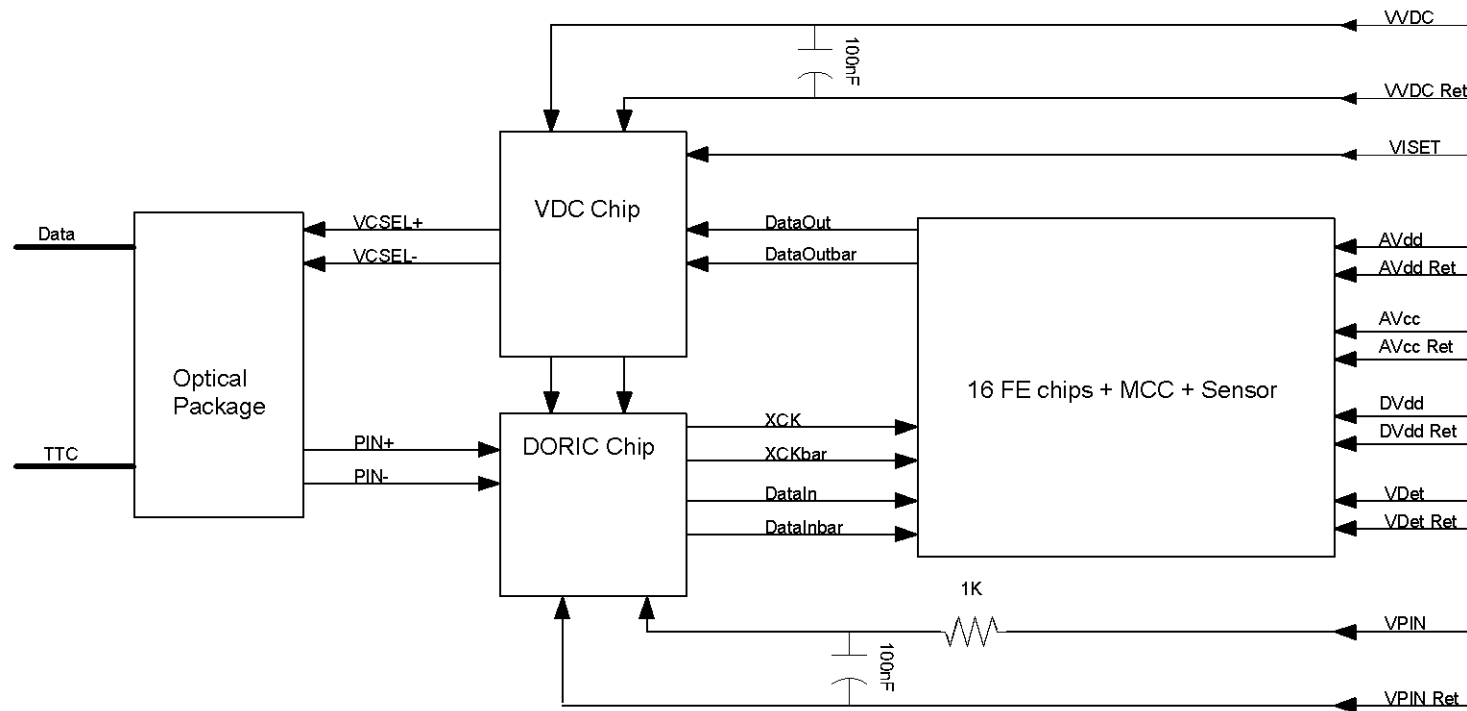 VVDC
100nF
VVDC Ret
VISET
VDC Chip
Data
VCSEL+
VCSEL-
DataOut
DataOutbar
AVdd
AVdd Ret
AVcc
AVcc Ret
Optical
Package
16 FE chips + MCC + Sensor
DVdd
DVdd Ret
TTC
PIN+
PIN-
DORIC Chip
XCK
XCKbar
DataIn
DataInbar
VDet
VDet Ret
1K
VPIN
100nF
VPIN Ret